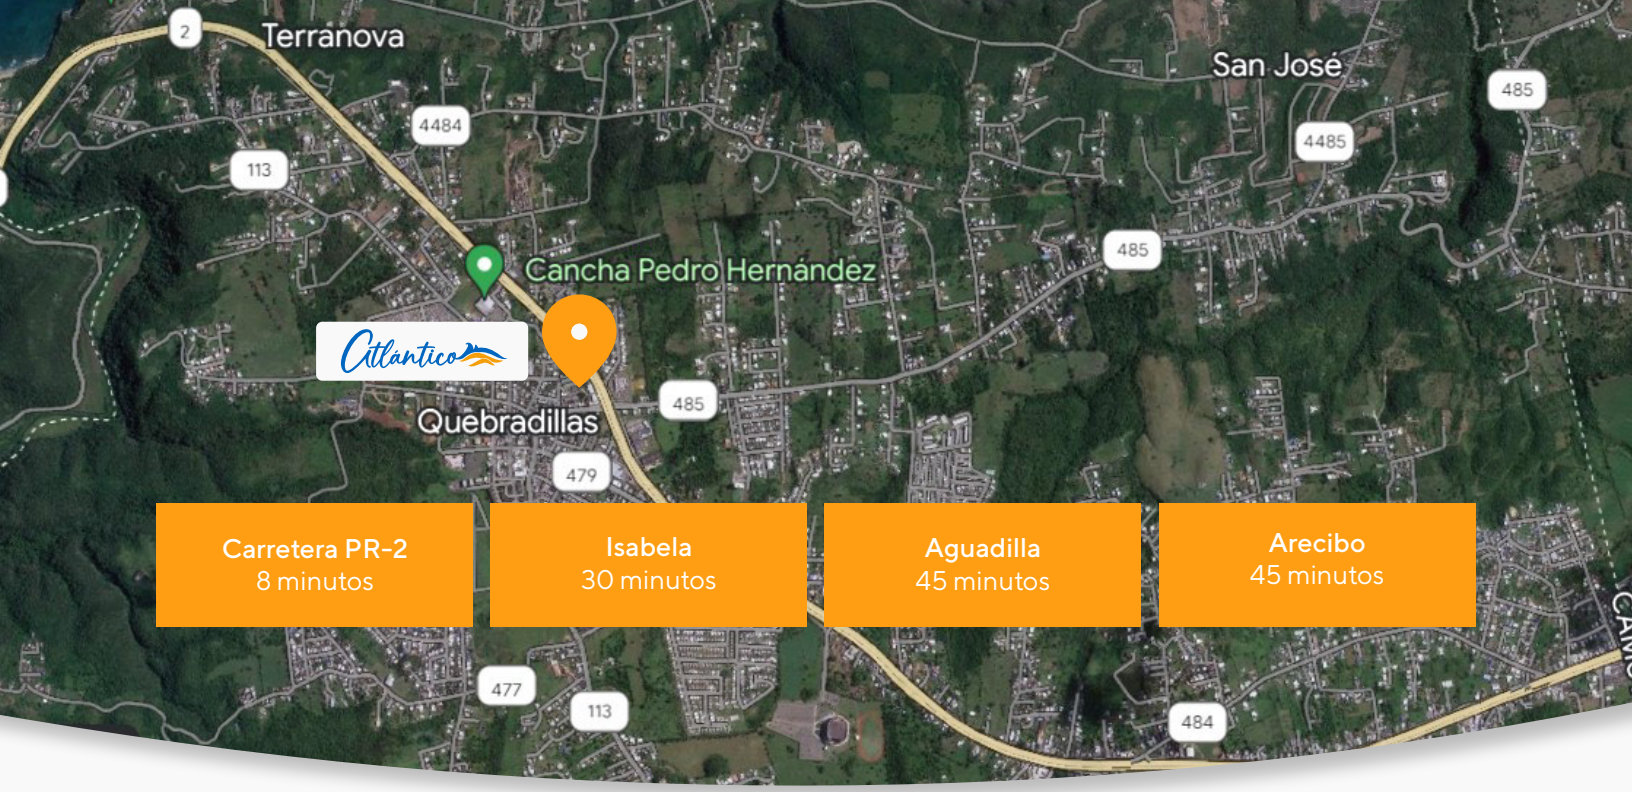 2
Terranova
San José
485
4484
4485
113
485
Cancha Pedro Hernández
Atlántico
485
Quebradillas
479
Carretera PR-2
8 minutos
Isabela
30 minutos
Aguadilla
45 minutos
Arecibo
45 minutos
477
113
484